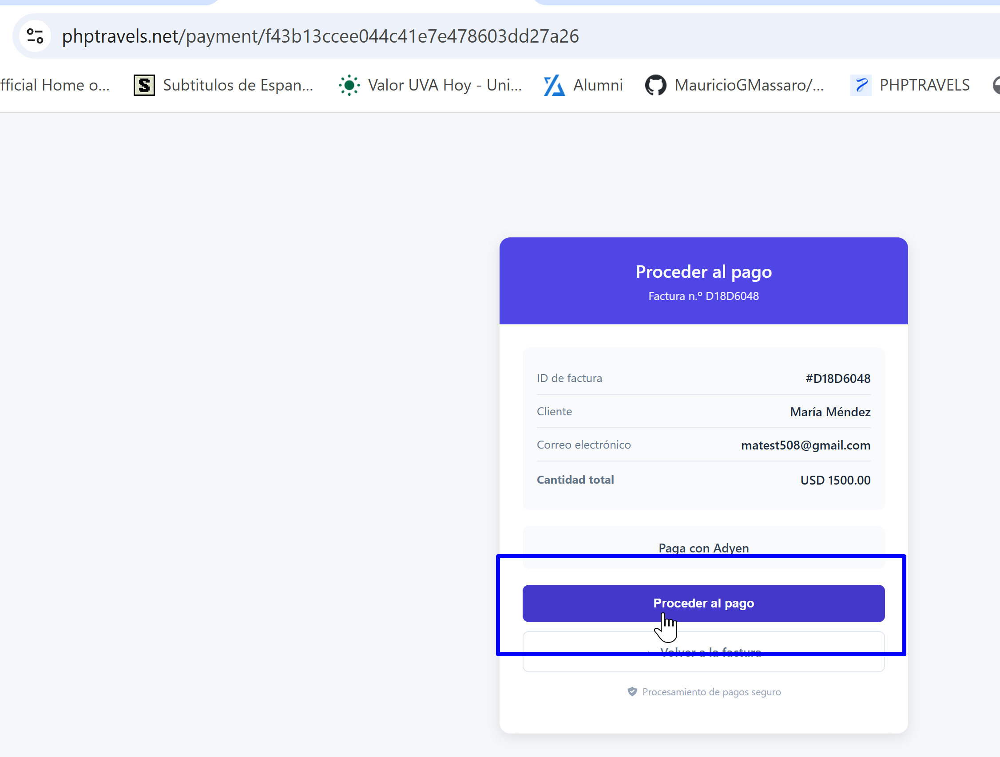 phptravels.net/payment/f43b13ccee044c41e7e478603dd27a26
fficial Home o... Subtitulos de Espan... Valor UVA Hoy - Uni... Alumni MauricioGMassaro/... PHPTRAVELS
Proceder al pago
Factura n.º D18D6048
ID de factura #D18D6048
Cliente María Méndez
Correo electrónico matest508@gmail.com
Cantidad total USD 1500.00
Paga con Adyen
Proceder al pago
Volver a la factura
Procesamiento de pagos seguro